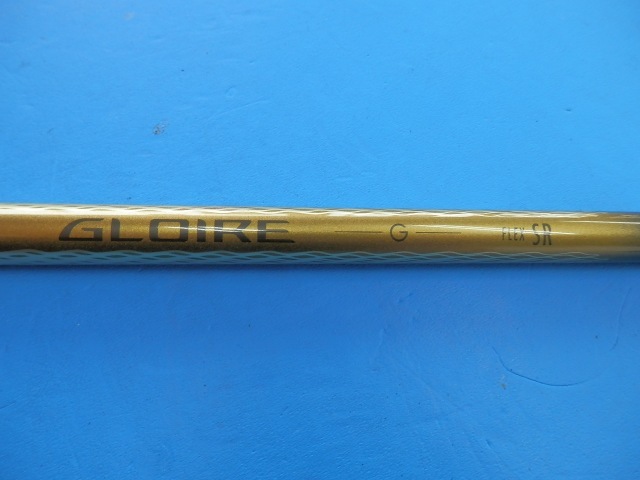 GLOIRE — G — FLEX SR